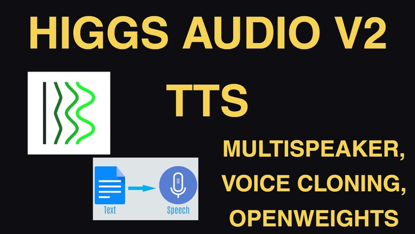 HIGGS AUDIO V2
TTS
MULTISPEAKER,
VOICE CLONING,
OPENWEIGHTS
Text
Speech